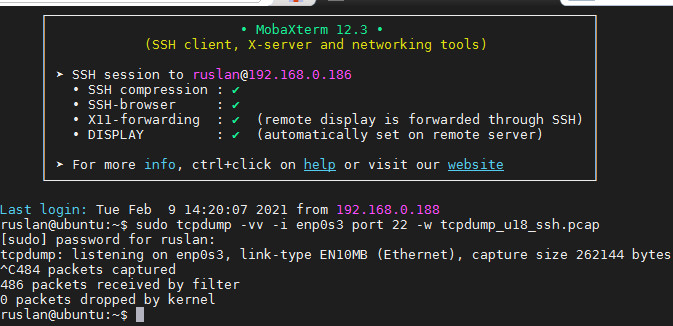 • MobaXterm 12.3 •
(SSH client, X-server and networking tools)
➤ SSH session to ruslan@192.168.0.186
• SSH compression : ✔
• SSH-browser     : ✔
• X11-forwarding  : ✔  (remote display is forwarded through SSH)
• DISPLAY         : ✔  (automatically set on remote server)
➤ For more info, ctrl+click on help or visit our website
Last login: Tue Feb  9 14:20:07 2021 from 192.168.0.188
ruslan@ubuntu:~$ sudo tcpdump -vv -i enp0s3 port 22 -w tcpdump_u18_ssh.pcap
[sudo] password for ruslan:
tcpdump: listening on enp0s3, link-type EN10MB (Ethernet), capture size 262144 bytes
^C484 packets captured
486 packets received by filter
0 packets dropped by kernel
ruslan@ubuntu:~$